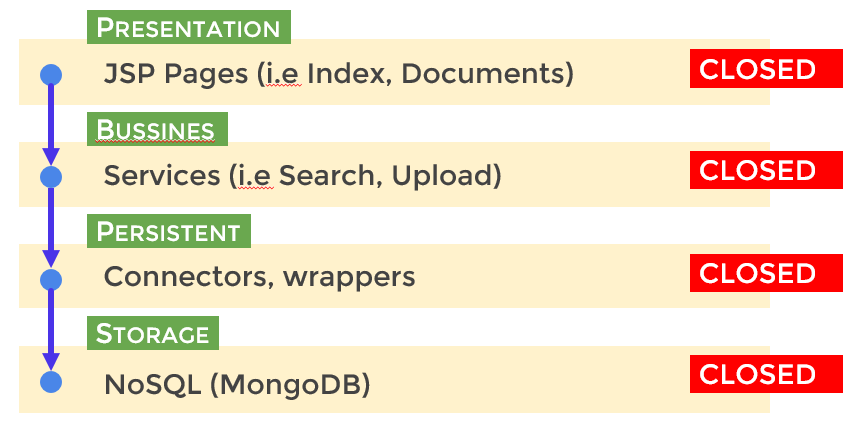 PRESENTATION
JSP Pages (i.e Index, Documents)
CLOSED
BUSSINES
Services (i.e Search, Upload)
CLOSED
PERSISTENT
Connectors, wrappers
CLOSED
STORAGE
NoSQL (MongoDB)
CLOSED